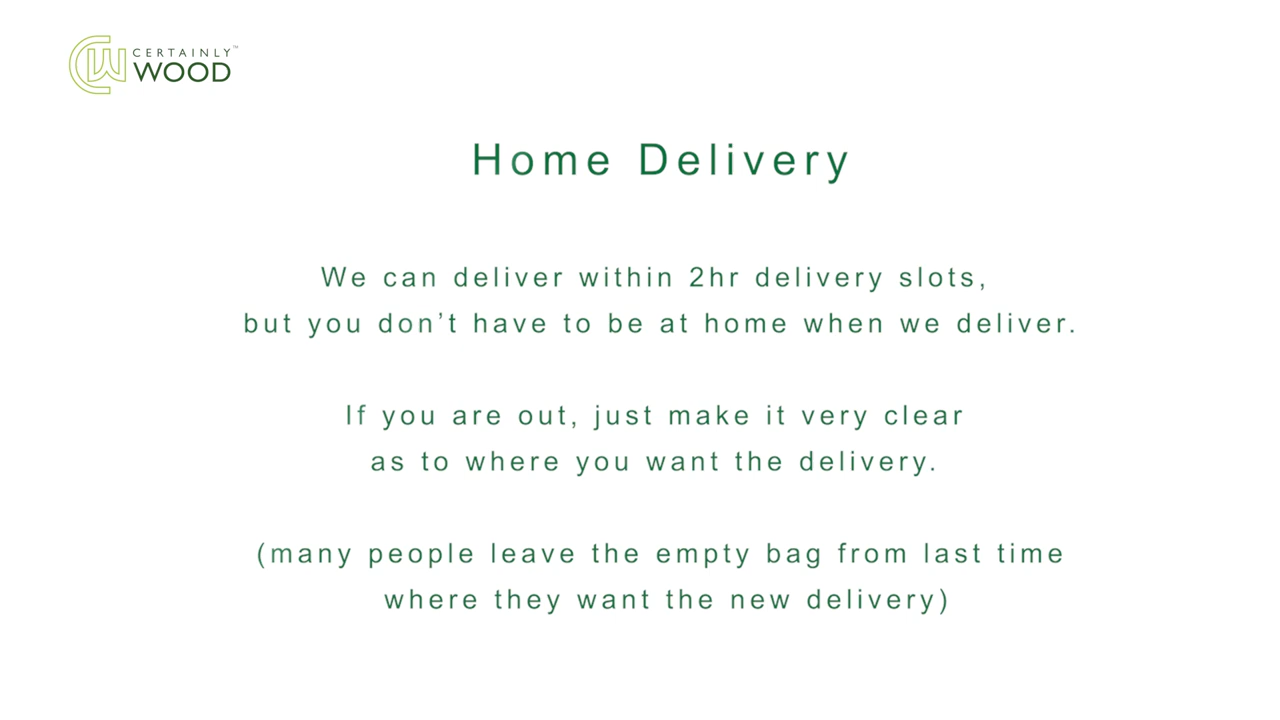 CERTAINLY™
WOOD
Home Delivery
We can deliver within 2hr delivery slots,
but you don’t have to be at home when we deliver.
If you are out, just make it very clear
as to where you want the delivery.
(many people leave the empty bag from last time
where they want the new delivery)